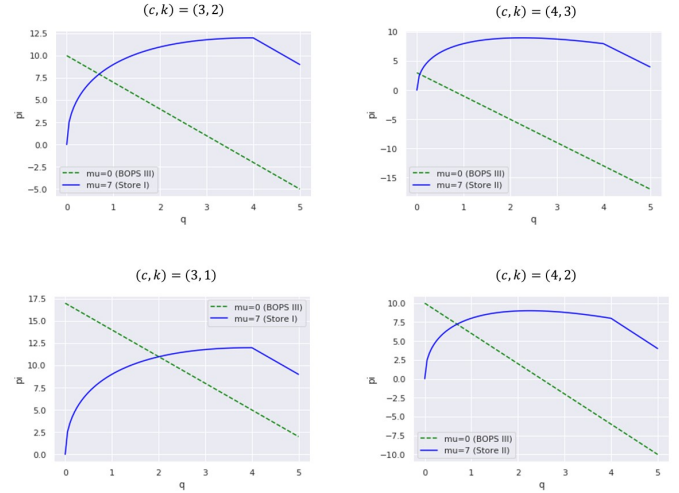 (c, k) = (3,2)
(c, k) = (4,3)
12.5
10.0
7.5
5.0
2.5
0.0
−2.5
−5.0
pi
mu=0 (BOPS III)
mu=7 (Store I)
0 1 2 3 4 5
q
10
5
0
−5
−10
−15
pi
mu=0 (BOPS III)
mu=7 (Store II)
0 1 2 3 4 5
q
(c, k) = (3,1)
(c, k) = (4,2)
17.5
15.0
12.5
10.0
7.5
5.0
2.5
0.0
pi
mu=0 (BOPS III)
mu=7 (Store I)
0 1 2 3 4 5
q
10.0
7.5
5.0
2.5
0.0
−2.5
−5.0
−7.5
−10.0
pi
mu=0 (BOPS III)
mu=7 (Store II)
0 1 2 3 4 5
q